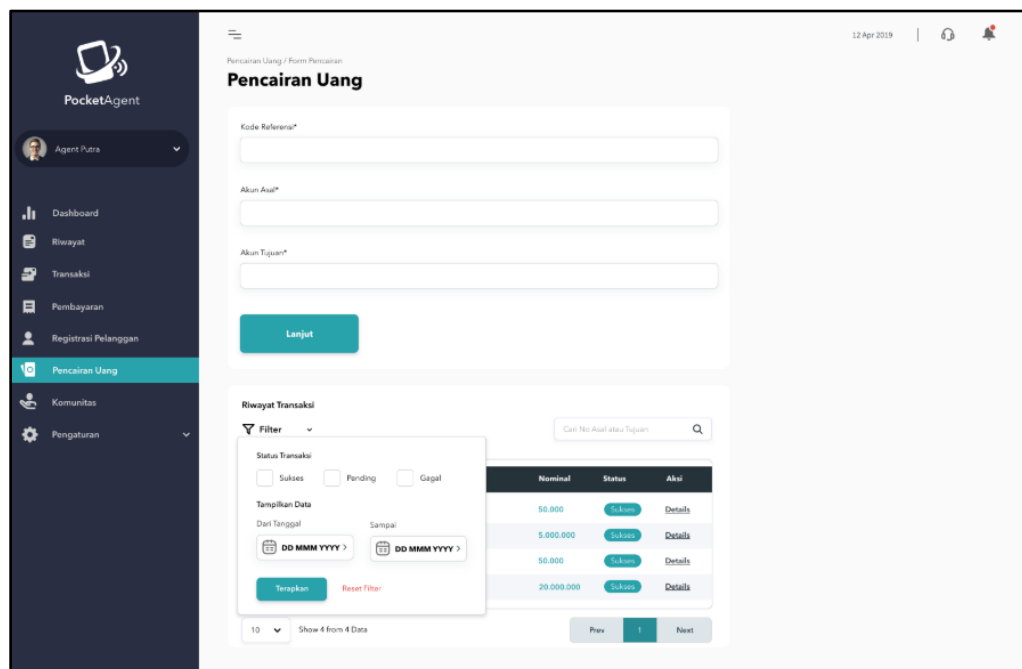 PocketAgent
Agent Putra
Dashboard
Riwayat
Transaksi
Pembayaran
Registrasi Pelanggan
Pencairan Uang
Komunitas
Pengaturan
12 Apr 2019
Pencairan Uang / Form Pencairan
Pencairan Uang
Kode Referensi*
Akun Asal*
Akun Tujuan*
Lanjut
Riwayat Transaksi
Filter
Cari No Asal atau Tujuan
Status Transaksi
Sukses Pending Gagal
Tampilkan Data
Dari Tanggal Sampai
DD MMM YYYY > DD MMM YYYY >
Terapkan Reset Filter
Nominal Status Aksi
50.000 Sukses Details
5.000.000 Sukses Details
50.000 Sukses Details
20.000.000 Sukses Details
10 Show 4 from 4 Data
Prev 1 Next